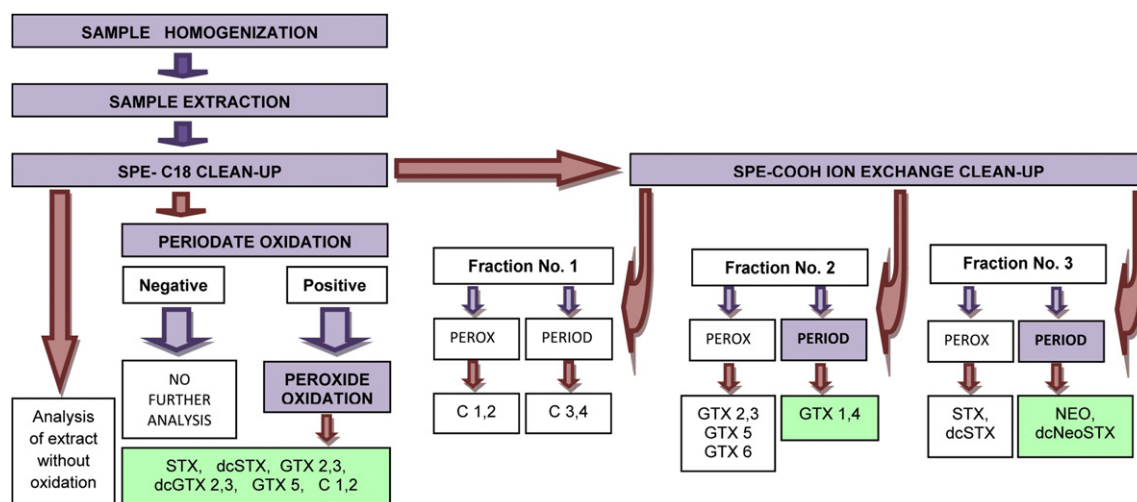 SAMPLE HOMOGENIZATION
SAMPLE EXTRACTION
SPE- C18 CLEAN-UP
SPE-COOH ION EXCHANGE CLEAN-UP
PERIODATE OXIDATION
Negative
Positive
NO
FURTHER
ANALYSIS
PEROXIDE
OXIDATION
Analysis
of extract
without
oxidation
STX, dcSTX, GTX 2,3,
dcGTX 2,3, GTX 5, C 1,2
Fraction No. 1
PEROX
PERIOD
C 1,2
C 3,4
Fraction No. 2
PEROX
PERIOD
GTX 2,3
GTX 5
GTX 6
GTX 1,4
Fraction No. 3
PEROX
PERIOD
STX,
dcSTX
NEO,
dcNeoSTX